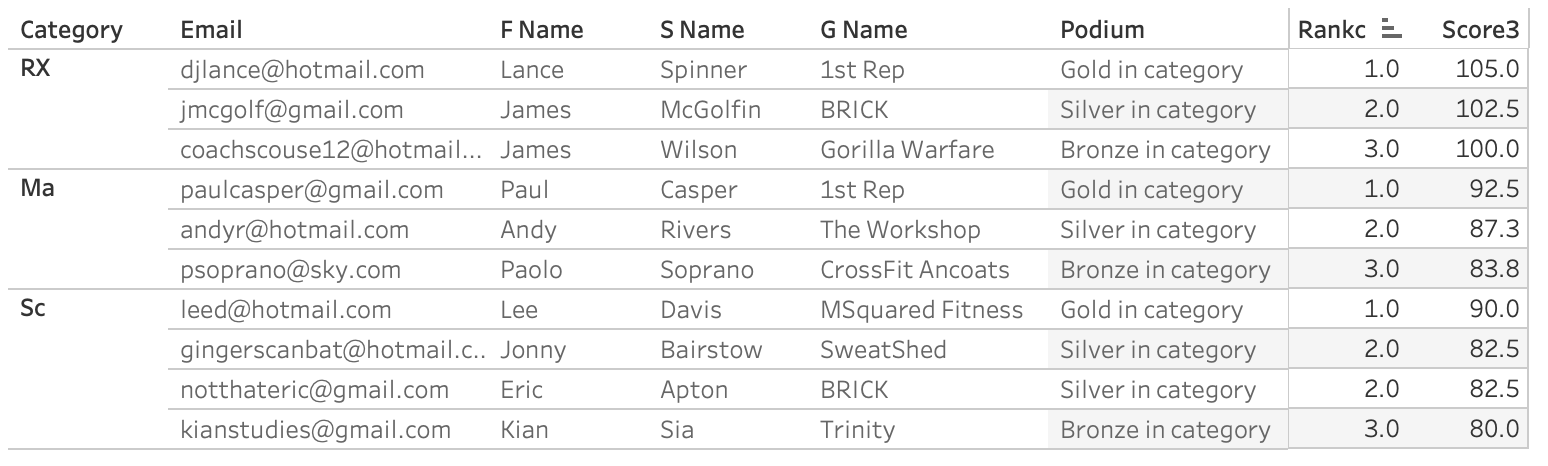 Category Email F Name S Name G Name Podium Rankc Score3
RX djlance@hotmail.com Lance Spinner 1st Rep Gold in category 1.0 105.0
jmcgolf@gmail.com James McGolfin BRICK Silver in category 2.0 102.5
coachscouse12@hotmail... James Wilson Gorilla Warfare Bronze in category 3.0 100.0
Ma paulcasper@gmail.com Paul Casper 1st Rep Gold in category 1.0 92.5
andyr@hotmail.com Andy Rivers The Workshop Silver in category 2.0 87.3
psoprano@sky.com Paolo Soprano CrossFit Ancoats Bronze in category 3.0 83.8
Sc leed@hotmail.com Lee Davis MSquared Fitness Gold in category 1.0 90.0
gingerscanbat@hotmail.c.. Jonny Bairstow SweatShed Silver in category 2.0 82.5
notthateric@gmail.com Eric Apton BRICK Silver in category 2.0 82.5
kianstudies@gmail.com Kian Sia Trinity Bronze in category 3.0 80.0